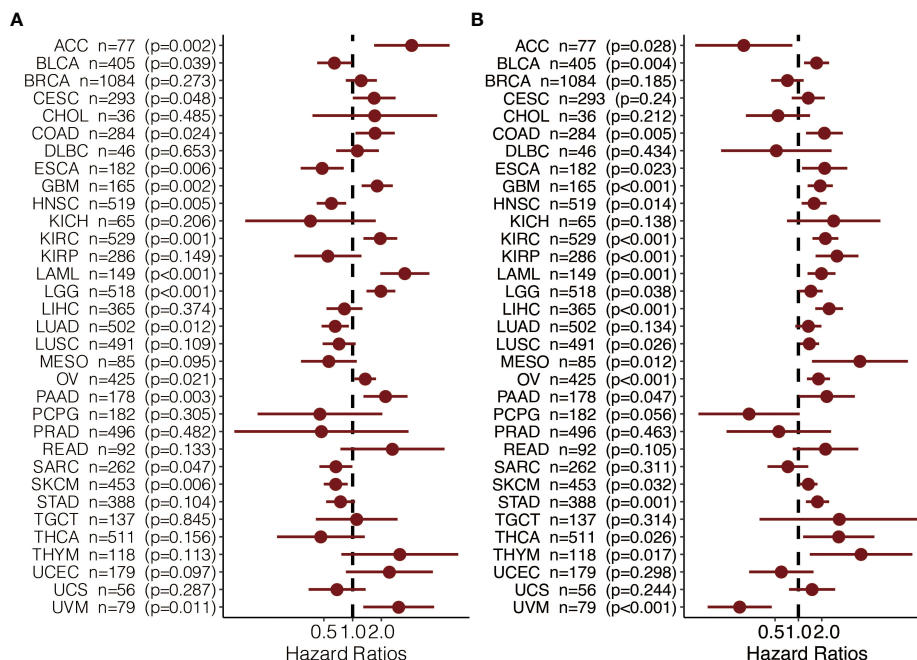 A
ACC n=77 (p=0.002)
BLCA n=405 (p=0.039)
BRCA n=1084 (p=0.273)
CESC n=293 (p=0.048)
CHOL n=36 (p=0.485)
COAD n=284 (p=0.024)
DLBC n=46 (p=0.653)
ESCA n=182 (p=0.006)
GBM n=165 (p=0.002)
HNSC n=519 (p=0.005)
KICH n=65 (p=0.206)
KIRC n=529 (p=0.001)
KIRP n=286 (p=0.149)
LAML n=149 (p<0.001)
LGG n=518 (p<0.001)
LIHC n=365 (p=0.374)
LUAD n=502 (p=0.012)
LUSC n=491 (p=0.109)
MESO n=85 (p=0.095)
OV n=425 (p=0.021)
PAAD n=178 (p=0.003)
PCPG n=182 (p=0.305)
PRAD n=496 (p=0.482)
READ n=92 (p=0.133)
SARC n=262 (p=0.047)
SKCM n=453 (p=0.006)
STAD n=388 (p=0.104)
TGCT n=137 (p=0.845)
THCA n=511 (p=0.156)
THYM n=118 (p=0.113)
UCEC n=179 (p=0.097)
UCS n=56 (p=0.287)
UVM n=79 (p=0.011)
0.5 1.0 2.0
Hazard Ratios
B
ACC n=77 (p=0.028)
BLCA n=405 (p=0.004)
BRCA n=1084 (p=0.185)
CESC n=293 (p=0.24)
CHOL n=36 (p=0.212)
COAD n=284 (p=0.005)
DLBC n=46 (p=0.434)
ESCA n=182 (p=0.023)
GBM n=165 (p<0.001)
HNSC n=519 (p=0.014)
KICH n=65 (p=0.138)
KIRC n=529 (p<0.001)
KIRP n=286 (p<0.001)
LAML n=149 (p=0.001)
LGG n=518 (p=0.038)
LIHC n=365 (p<0.001)
LUAD n=502 (p=0.134)
LUSC n=491 (p=0.026)
MESO n=85 (p=0.012)
OV n=425 (p<0.001)
PAAD n=178 (p=0.047)
PCPG n=182 (p=0.056)
PRAD n=496 (p=0.463)
READ n=92 (p=0.105)
SARC n=262 (p=0.311)
SKCM n=453 (p=0.032)
STAD n=388 (p=0.001)
TGCT n=137 (p=0.314)
THCA n=511 (p=0.026)
THYM n=118 (p=0.017)
UCEC n=179 (p=0.298)
UCS n=56 (p=0.244)
UVM n=79 (p<0.001)
0.5 1.0 2.0
Hazard Ratios